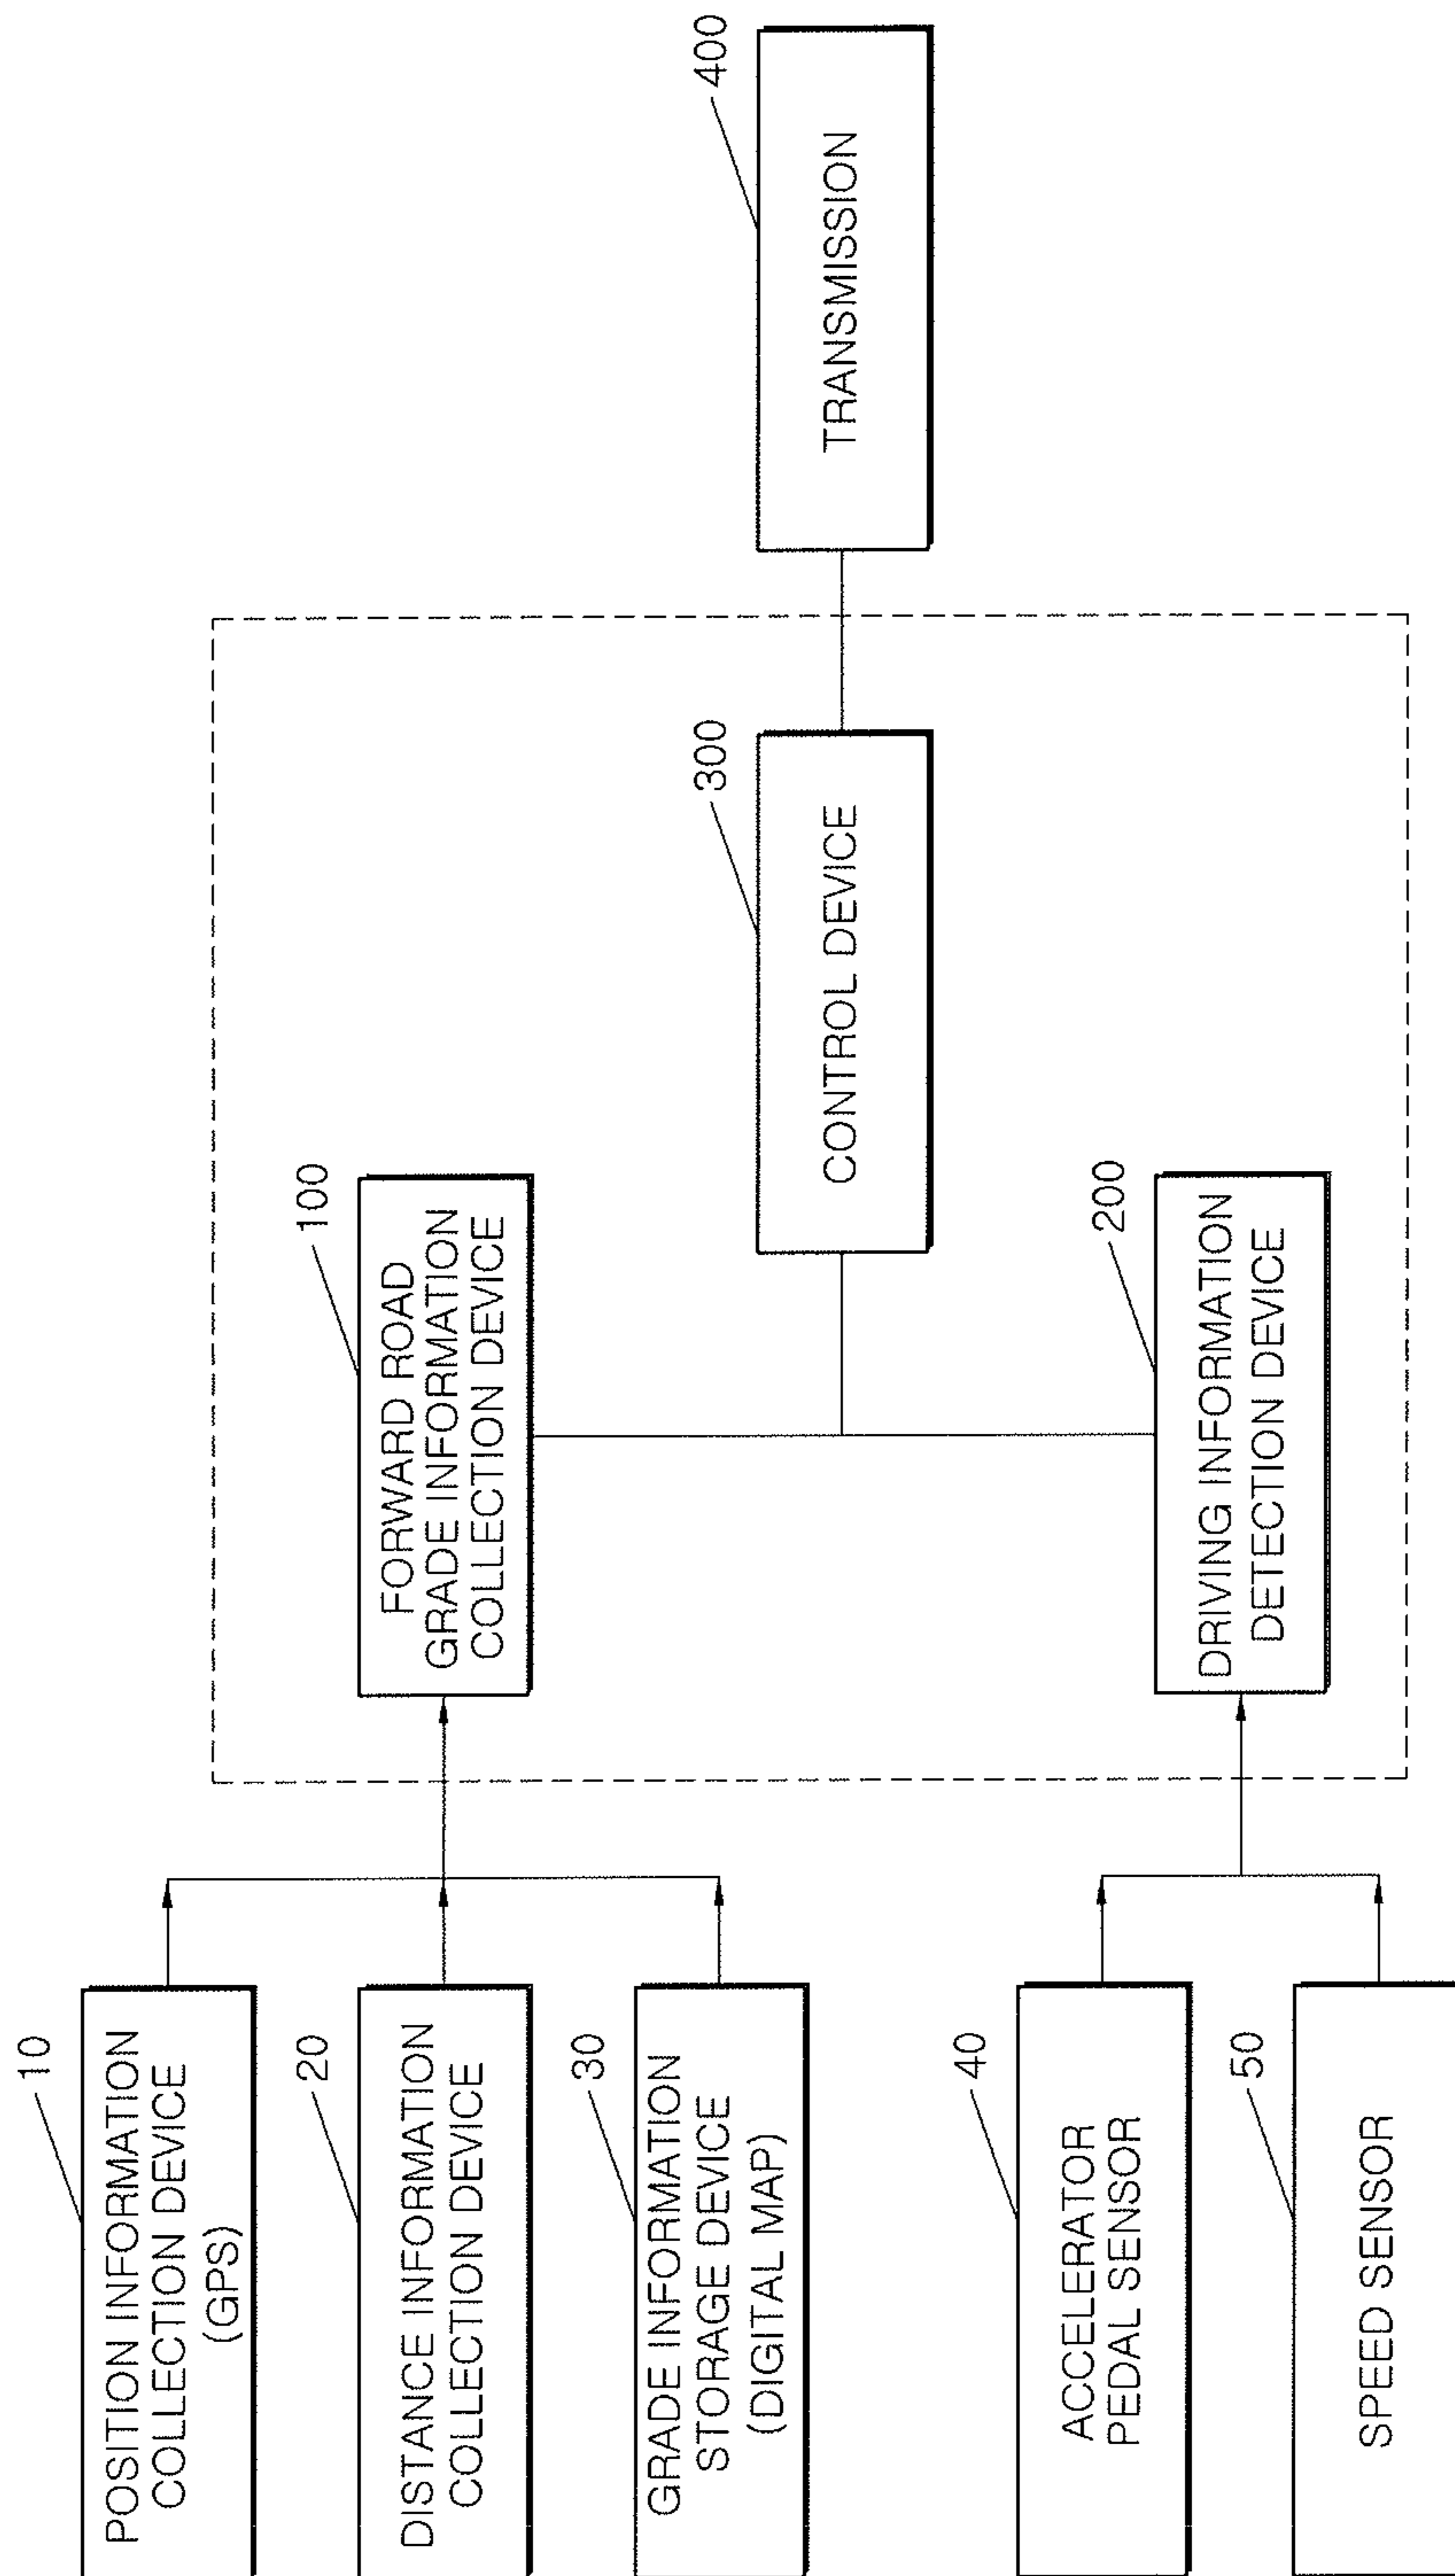 10
POSITION INFORMATION
COLLECTION DEVICE
(GPS)
20
DISTANCE INFORMATION
COLLECTION DEVICE
30
GRADE INFORMATION
STORAGE DEVICE
(DIGITAL MAP)
40
ACCELERATOR
PEDAL SENSOR
50
SPEED SENSOR
100
FORWARD ROAD
GRADE INFORMATION
COLLECTION DEVICE
200
DRIVING INFORMATION
DETECTION DEVICE
300
CONTROL DEVICE
400
TRANSMISSION